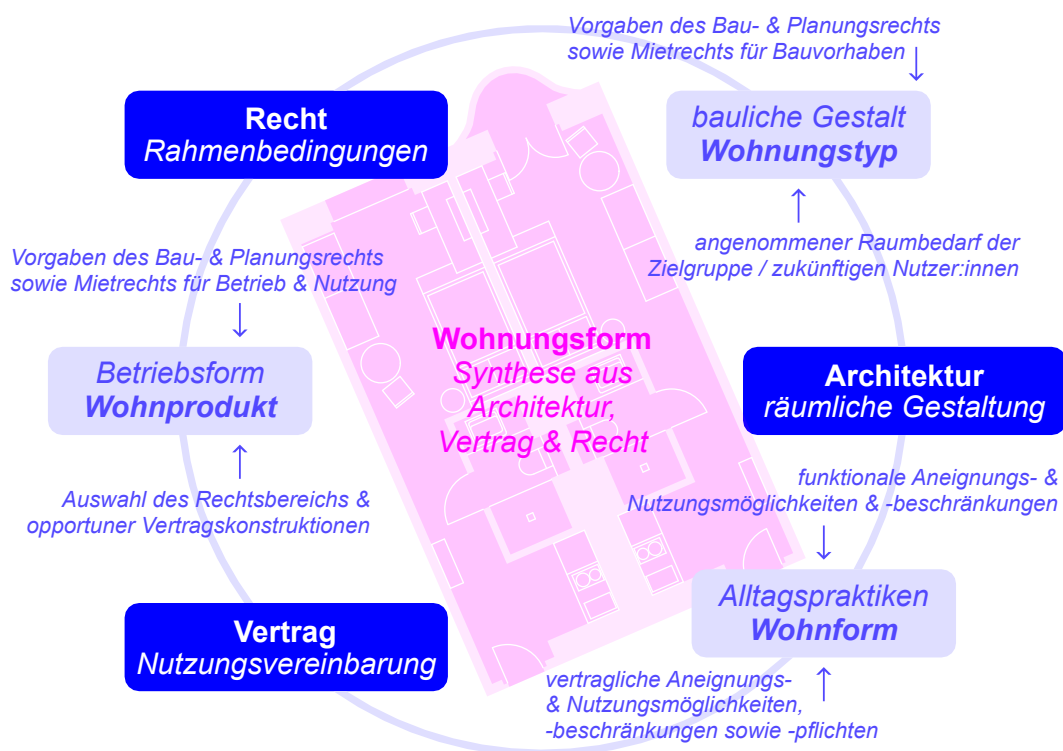 Vorgaben des Bau- & Planungsrechts
sowie Mietrechts für Bauvorhaben
Recht
Rahmenbedingungen
bauliche Gestalt
Wohnungstyp
angenommener Raumbedarf der
Zielgruppe / zukünftigen Nutzer:innen
Vorgaben des Bau- & Planungsrechts
sowie Mietrechts für Betrieb & Nutzung
Wohnungsform
Synthese aus
Architektur,
Vertrag & Recht
Betriebsform
Wohnprodukt
Architektur
räumliche Gestaltung
Auswahl des Rechtsbereichs &
opportuner Vertragskonstruktionen
funktionale Aneignungs- &
Nutzungsmöglichkeiten & -beschränkungen
Alltagspraktiken
Wohnform
Vertrag
Nutzungsvereinbarung
vertragliche Aneignungs-
& Nutzungsmöglichkeiten,
-beschränkungen sowie -pflichten